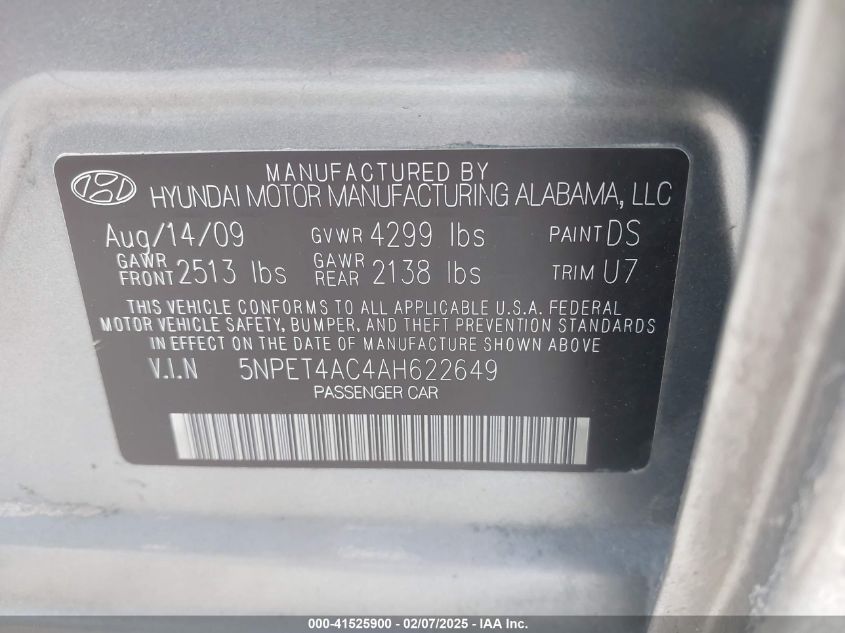 MANUFACTURED BY
HYUNDAI MOTOR MANUFACTURING ALABAMA, LLC
Aug/14/09 GVWR 4299 lbs PAINT DS
GAWR FRONT 2513 lbs GAWR REAR 2138 lbs TRIM U7
THIS VEHICLE CONFORMS TO ALL APPLICABLE U.S.A. FEDERAL
MOTOR VEHICLE SAFETY, BUMPER, AND THEFT PREVENTION STANDARDS
IN EFFECT ON THE DATE OF MANUFACTURE SHOWN ABOVE
V.I.N 5NPET4AC4AH622649
PASSENGER CAR
000-41525900 - 02/07/2025 - IAA Inc.